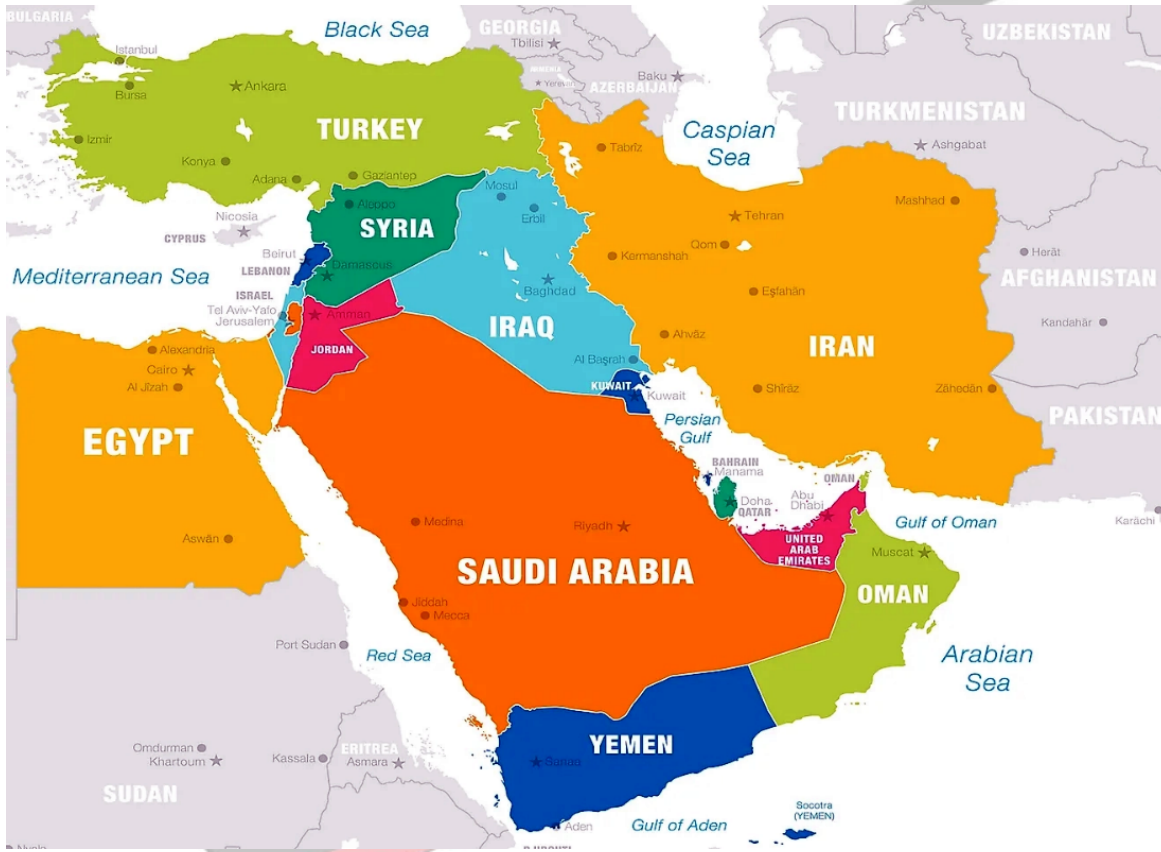 BULGARIA
Black Sea
GEORGIA
Tbilisi
UZBEKISTAN
Istanbul
Bursa
Ankara
ARMENIA
Yerevan
Baku
AZERBAIJAN
TURKMENISTAN
Ashgabat
Izmir
TURKEY
Caspian
Sea
Konya
Adana
Gaziantep
Tabrīz
Mosul
Erbil
Aleppo
Mashhad
Nicosia
CYPRUS
SYRIA
Tehran
Qom
Kermanshah
Herāt
Beirut
LEBANON
Damascus
Mediterranean Sea
AFGHANISTAN
Baghdad
Eşfahān
ISRAEL
Tel Aviv-Yafo
Jerusalem
Amman
IRAQ
Kandahār
Ahvāz
IRAN
JORDAN
Alexandria
Cairo
Al Jīzah
Al Başrah
KUWAIT
Kuwait
Shīrāz
Zāhedān
PAKISTAN
EGYPT
Persian
Gulf
BAHRAIN
Manama
OMAN
Doha
QATAR
Abu
Dhabi
Karāchi
Gulf of Oman
Medina
Riyadh
Aswān
UNITED
ARAB
EMIRATES
Muscat
SAUDI ARABIA
OMAN
Jiddah
Mecca
Port Sudan
Red Sea
Arabian
Sea
YEMEN
Sanaa
Omdurman
Khartoum
Kassala
ERITREA
Asmara
SUDAN
Socotra
(YEMEN)
Aden
Gulf of Aden